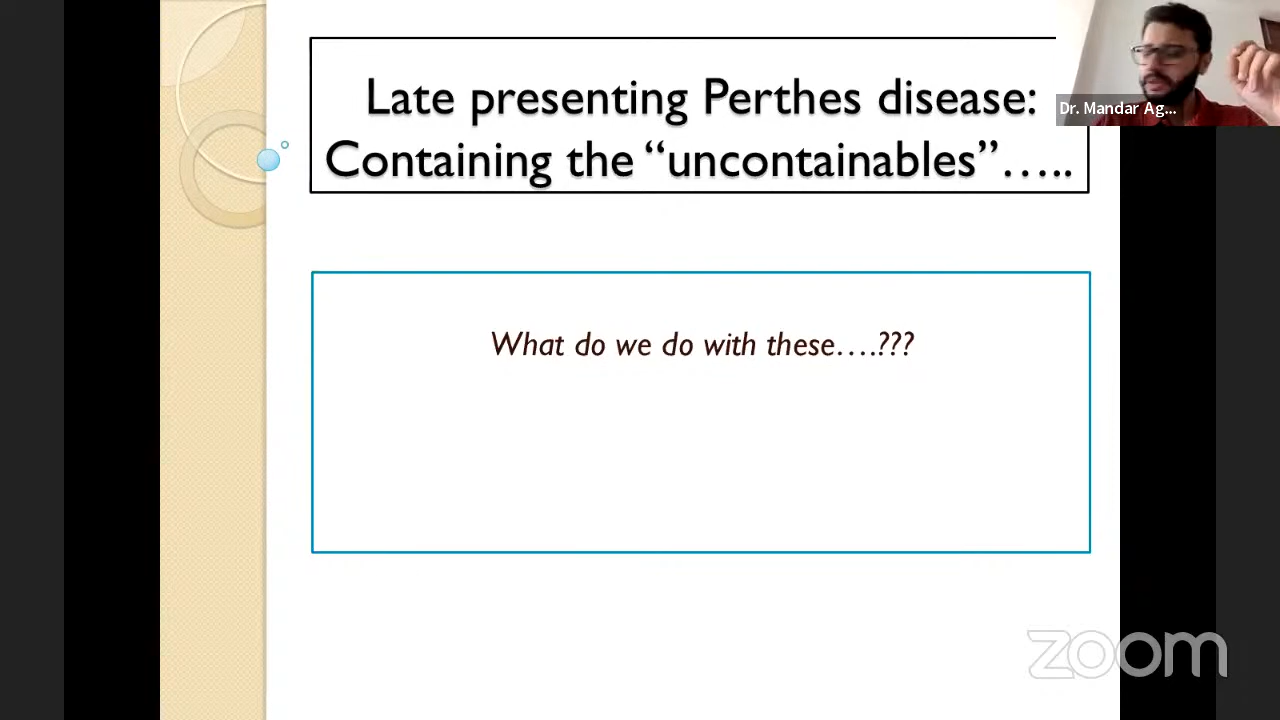 Late presenting Perthes disease:
Containing the “uncontainables”…..
Dr. Mandar Ag...
What do we do with these….???
zoom